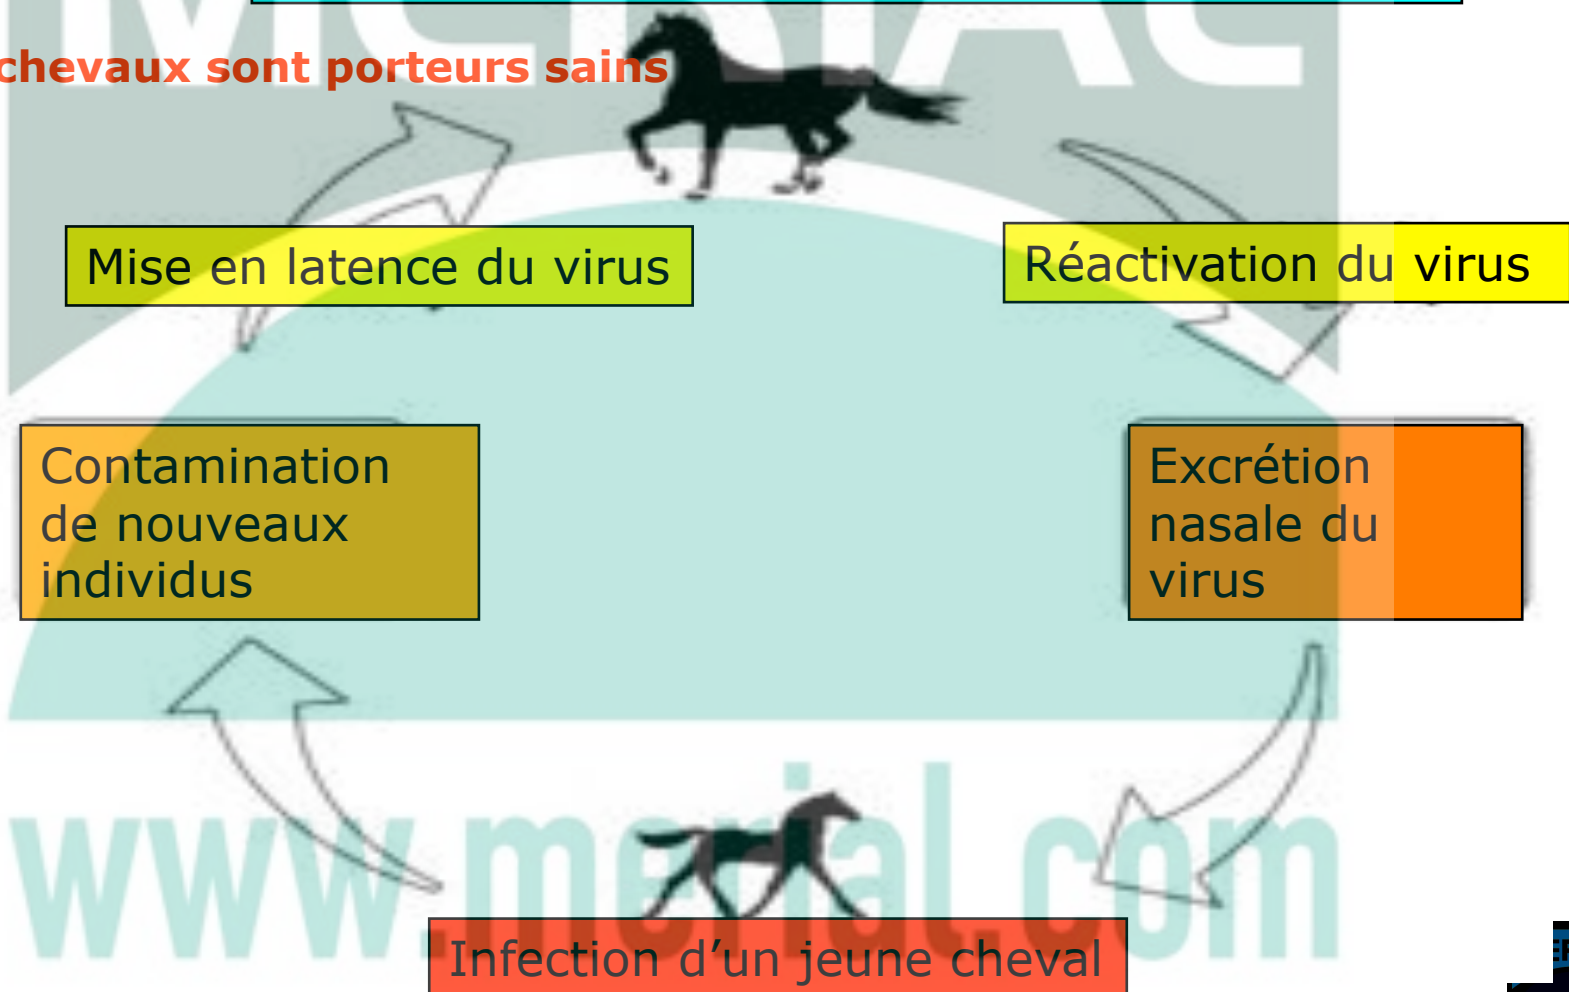 chevaux sont porteurs sains
Mise en latence du virus
Réactivation du virus
Contamination
de nouveaux
individus
Excrétion
nasale du
virus
www.merial.com
Infection d’un jeune cheval